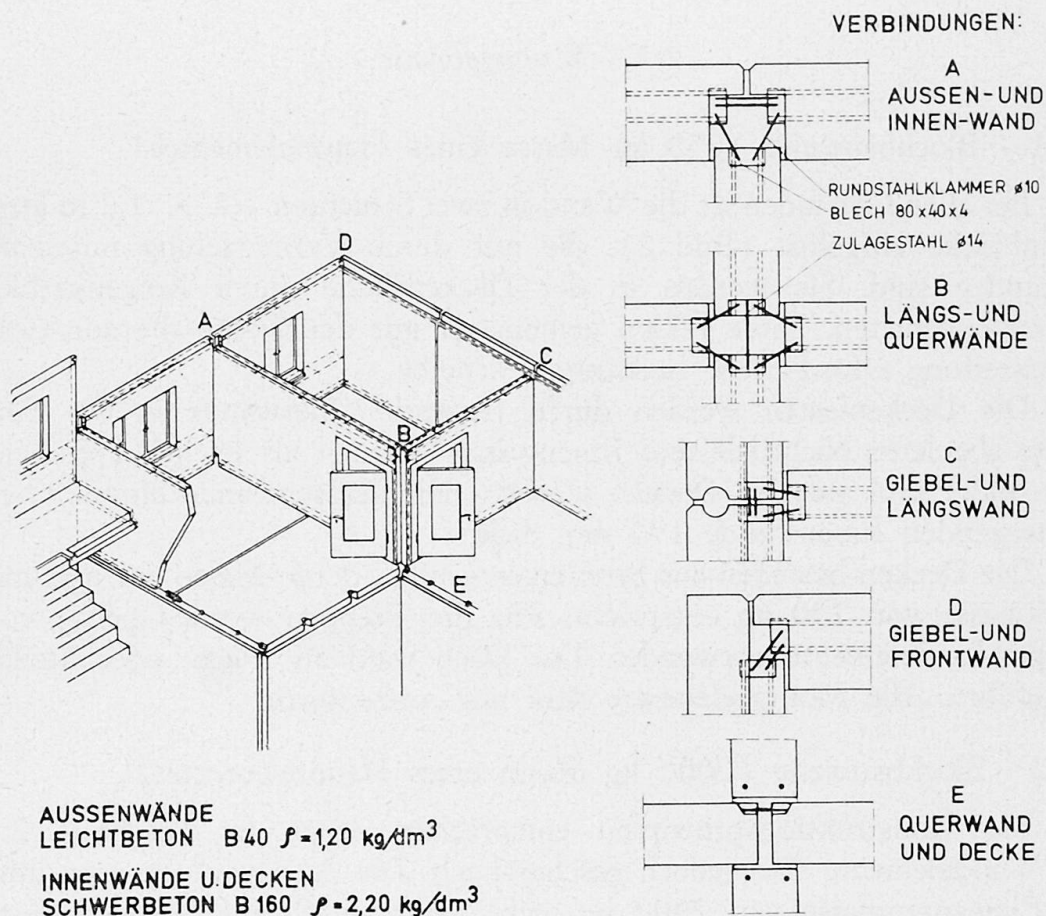 VERBINDUNGEN:
A
AUSSEN-UND
INNEN-WAND
RUNDSTAHLKLAMMER ø10
BLECH 80x40x4
ZULAGESTAHL ø14
B
LÄNGS-UND
QUERWÄNDE
C
GIEBEL-UND
LÄNGSWAND
D
GIEBEL-UND
FRONTWAND
E
QUERWAND
UND DECKE
D
A
C
B
E
AUSSENWÄNDE
LEICHTBETON B 40 ρ = 1,20 kg/dm³
INNENWÄNDE U. DECKEN
SCHWERBETON B 160 ρ = 2,20 kg/dm³